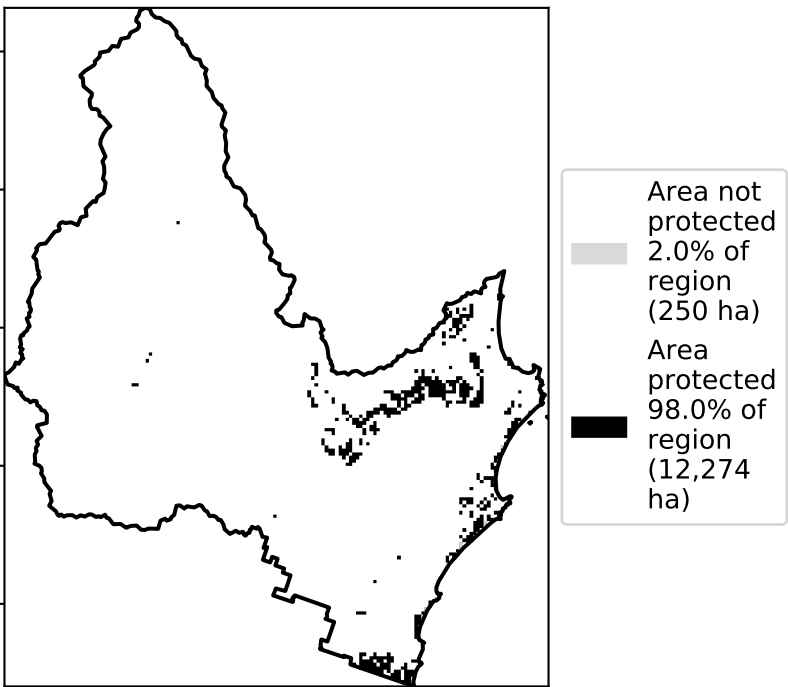 Area not
protected
2.0% of
region
(250 ha)
Area
protected
98.0% of
region
(12,274
ha)